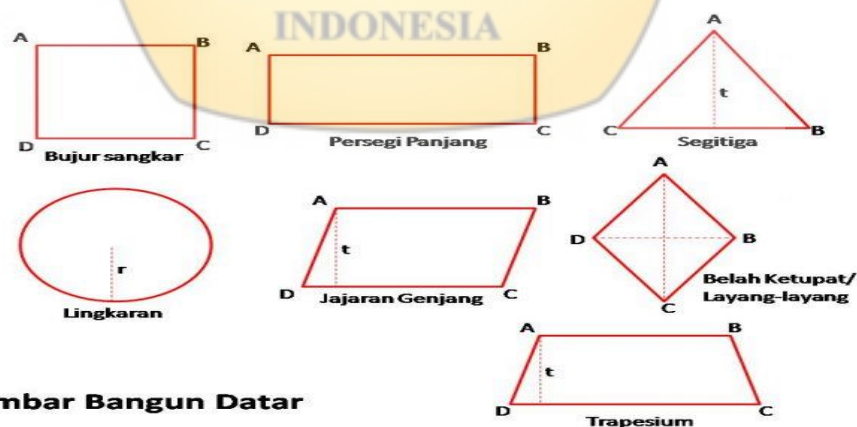 INDONESIA
A B
D C
Bujur sangkar
A B
D C
Persegi Panjang
A
t
C B
Segitiga
r
Lingkaran
A B
t
D C
Jajaran Genjang
A
D B
C
Belah Ketupat/
Layang-layang
A B
t
D C
Trapesium
mbar Bangun Datar